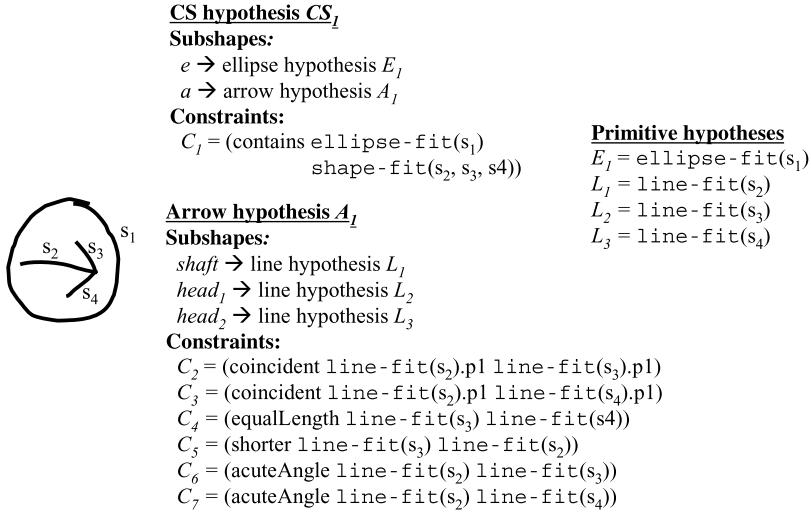 CS hypothesis CS1
Subshapes:
e → ellipse hypothesis E1
a → arrow hypothesis A1
Constraints:
C1 = (contains ellipse-fit(s1)
shape-fit(s2, s3, s4))
Primitive hypotheses
E1 = ellipse-fit(s1)
L1 = line-fit(s2)
L2 = line-fit(s3)
L3 = line-fit(s4)
s1
s2
s3
s4
Arrow hypothesis A1
Subshapes:
shaft → line hypothesis L1
head1 → line hypothesis L2
head2 → line hypothesis L3
Constraints:
C2 = (coincident line-fit(s2).p1 line-fit(s3).p1)
C3 = (coincident line-fit(s2).p1 line-fit(s4).p1)
C4 = (equalLength line-fit(s3) line-fit(s4))
C5 = (shorter line-fit(s3) line-fit(s2))
C6 = (acuteAngle line-fit(s2) line-fit(s3))
C7 = (acuteAngle line-fit(s2) line-fit(s4))